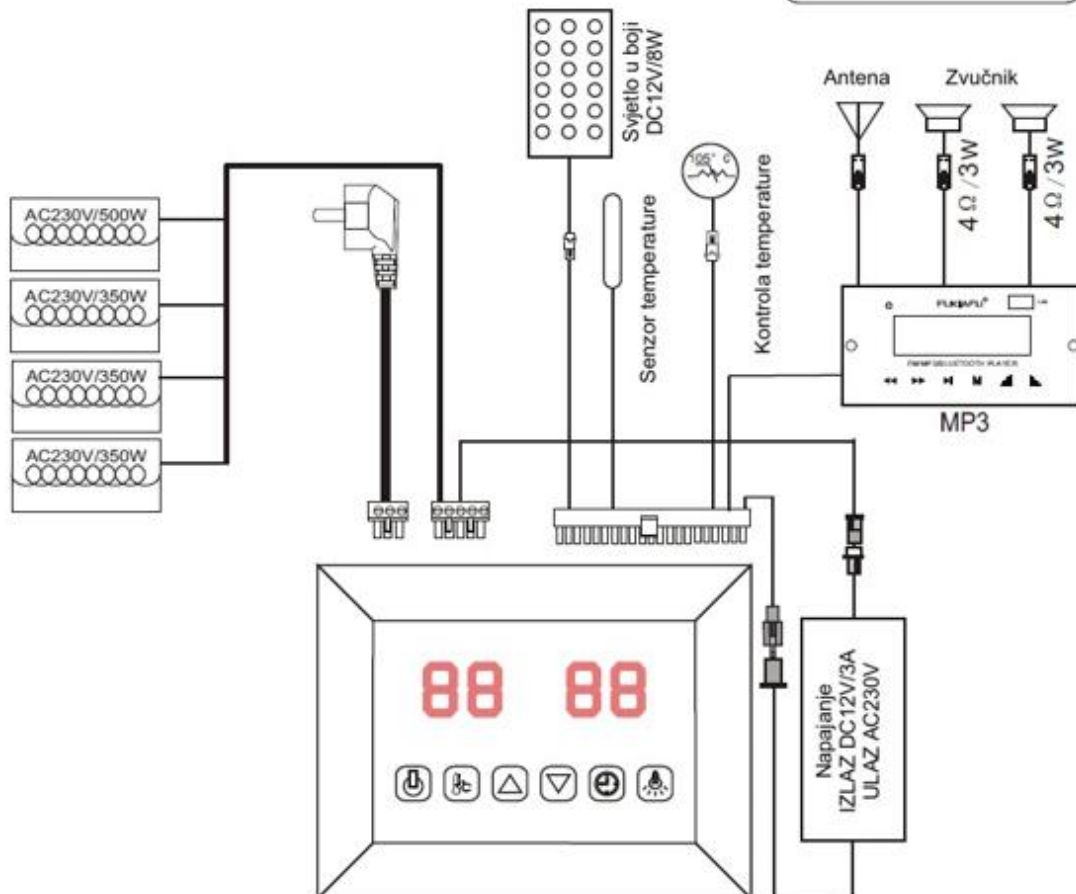 Svjetlo u boji
DC12V/8W
Antena
Zvučnik
4 Ω /3W
4 Ω /3W
105° C
Senzor temperature
Kontrola temperature
AC230V/500W
AC230V/350W
AC230V/350W
AC230V/350W
MP3
88 88
Napajanje
IZLAZ DC12V/3A
ULAZ AC230V